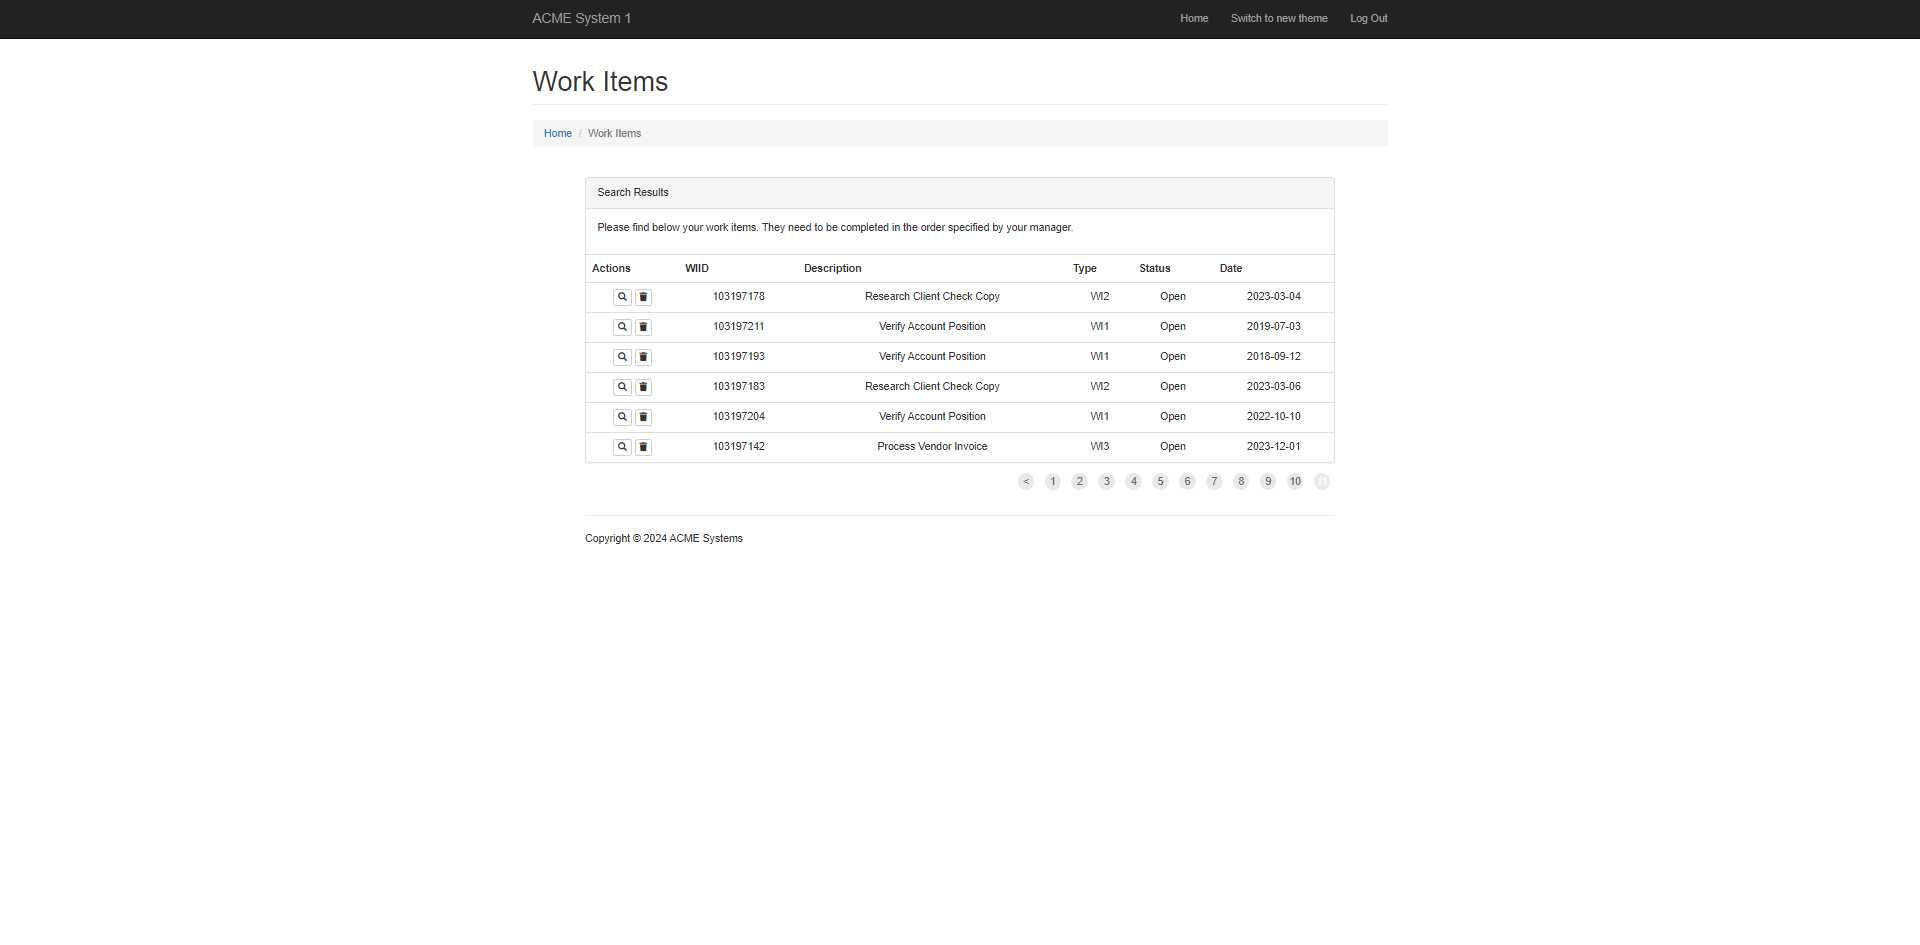 ACME System 1 Home Switch to new theme Log Out
Work Items
Home / Work Items
Search Results
Please find below your work items. They need to be completed in the order specified by your manager.
Actions WIID Description Type Status Date
103197178 Research Client Check Copy WI2 Open 2023-03-04
103197211 Verify Account Position WI1 Open 2019-07-03
103197193 Verify Account Position WI1 Open 2018-09-12
103197183 Research Client Check Copy WI2 Open 2023-03-06
103197204 Verify Account Position WI1 Open 2022-10-10
103197142 Process Vendor Invoice WI3 Open 2023-12-01
< 1 2 3 4 5 6 7 8 9 10 11
Copyright © 2024 ACME Systems